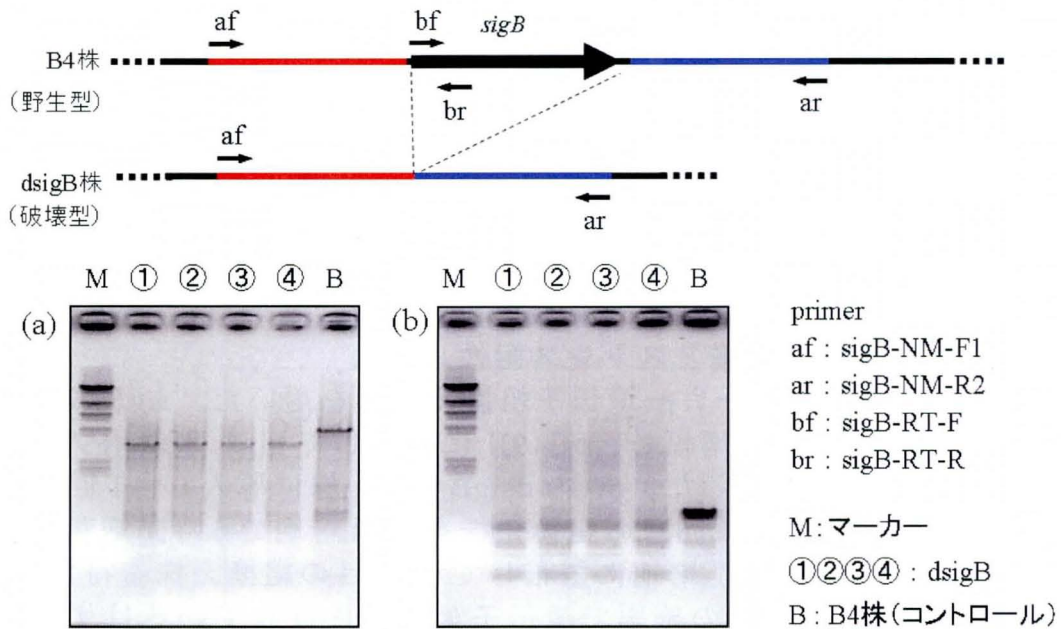 af
bf
sigB
B4株
(野生型)
br
ar
af
dsigB株
(破壊型)
ar
M ① ② ③ ④ B
M ① ② ③ ④ B
(a)
(b)
primer
af : sigB-NM-F1
ar : sigB-NM-R2
bf : sigB-RT-F
br : sigB-RT-R
M : マーカー
①②③④ : dsigB
B : B4株(コントロール)